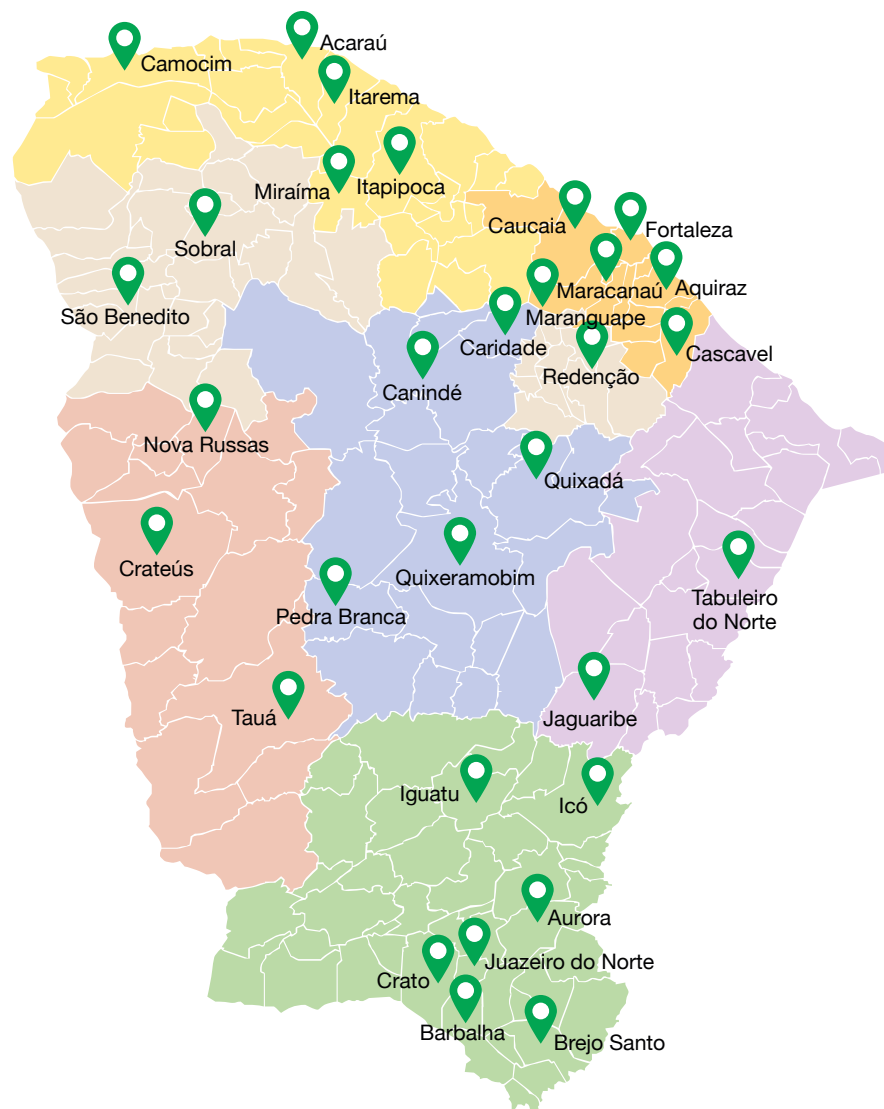 Acaraú
Camocim
Itarema
Miraíma
Itapipoca
Sobral
Caucaia
Fortaleza
Maracanaú
Aquiraz
São Benedito
Maranguape
Caridade
Cascavel
Redenção
Canindé
Nova Russas
Quixadá
Crateús
Quixeramobim
Tabuleiro
do Norte
Pedra Branca
Tauá
Jaguaribe
Iguatu
Icó
Aurora
Juazeiro do Norte
Crato
Barbalha
Brejo Santo